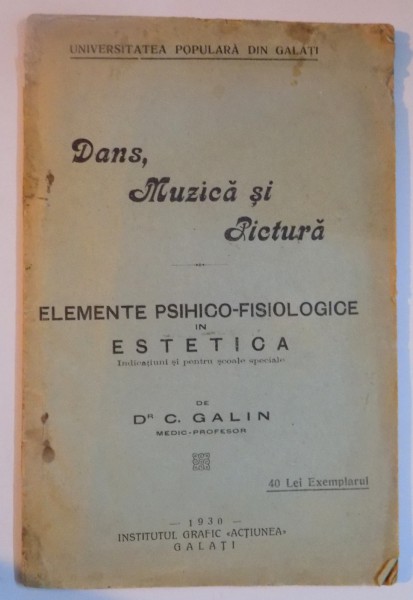 UNIVERSITATEA POPULARĂ DIN GALAȚI
Dans,
Muzică și
Pictură
ELEMENTE PSIHICO-FISIOLOGICE
IN
ESTETICA
Indicațiuni și pentru școale speciale
DE
DR C. GALIN
MEDIC-PROFESOR
40 Lei Exemplarul
— 1930 —
INSTITUTUL GRAFIC «ACȚIUNEA»
GALAȚI